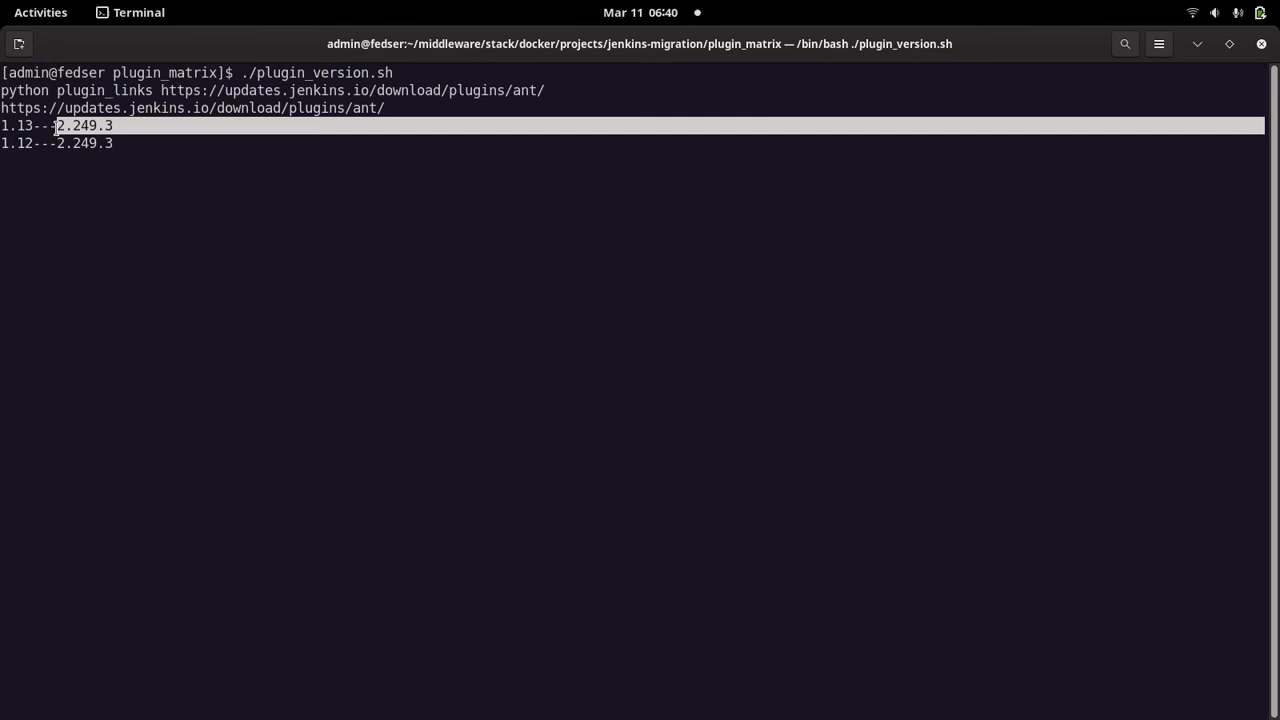 Activities Terminal Mar 11 06:40
admin@fedser:~/middleware/stack/docker/projects/jenkins-migration/plugin_matrix — /bin/bash ./plugin_version.sh
[admin@fedser plugin_matrix]$ ./plugin_version.sh
python plugin_links https://updates.jenkins.io/download/plugins/ant/
https://updates.jenkins.io/download/plugins/ant/
1.13---2.249.3
1.12---2.249.3